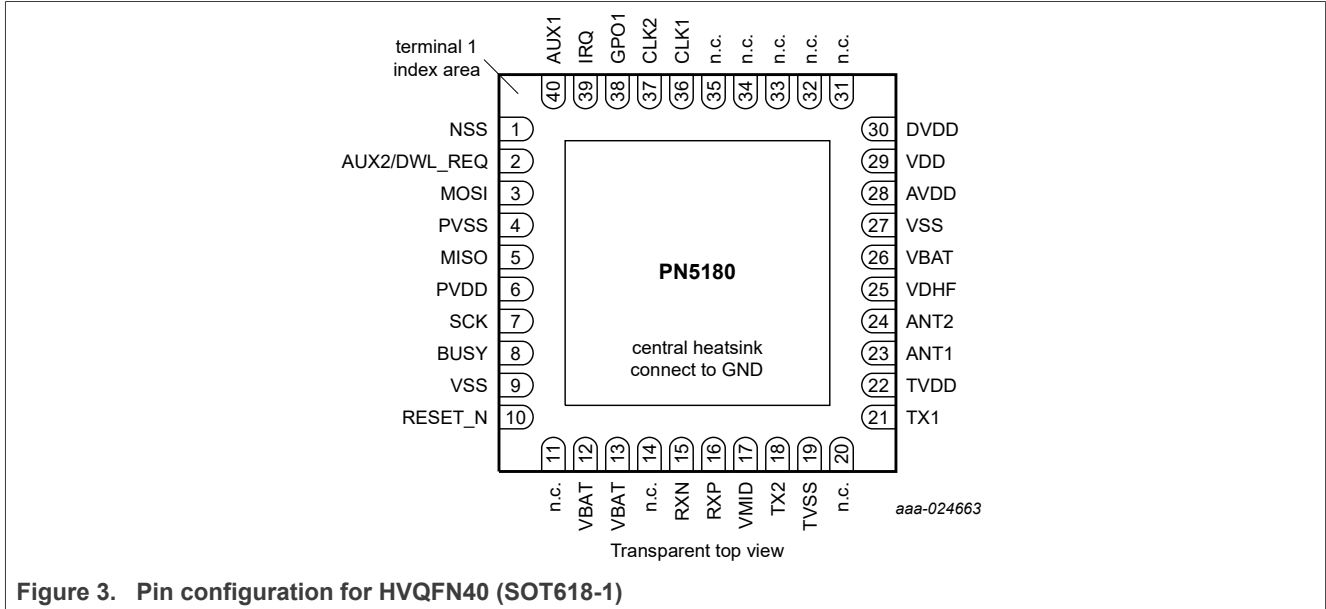 terminal 1
index area
AUX1
IRQ
GPO1
CLK2
CLK1
n.c.
n.c.
n.c.
n.c.
n.c.
40
39
38
37
36
35
34
33
32
31
NSS 1
AUX2/DWL_REQ 2
MOSI 3
PVSS 4
MISO 5
PVDD 6
SCK 7
BUSY 8
VSS 9
RESET_N 10
30 DVDD
29 VDD
28 AVDD
27 VSS
26 VBAT
25 VDHF
24 ANT2
23 ANT1
22 TVDD
21 TX1
PN5180
central heatsink
connect to GND
11
12
13
14
15
16
17
18
19
20
n.c.
VBAT
VBAT
n.c.
RXN
RXP
VMID
TX2
TVSS
n.c.
aaa-024663
Transparent top view
Figure 3. Pin configuration for HVQFN40 (SOT618-1)